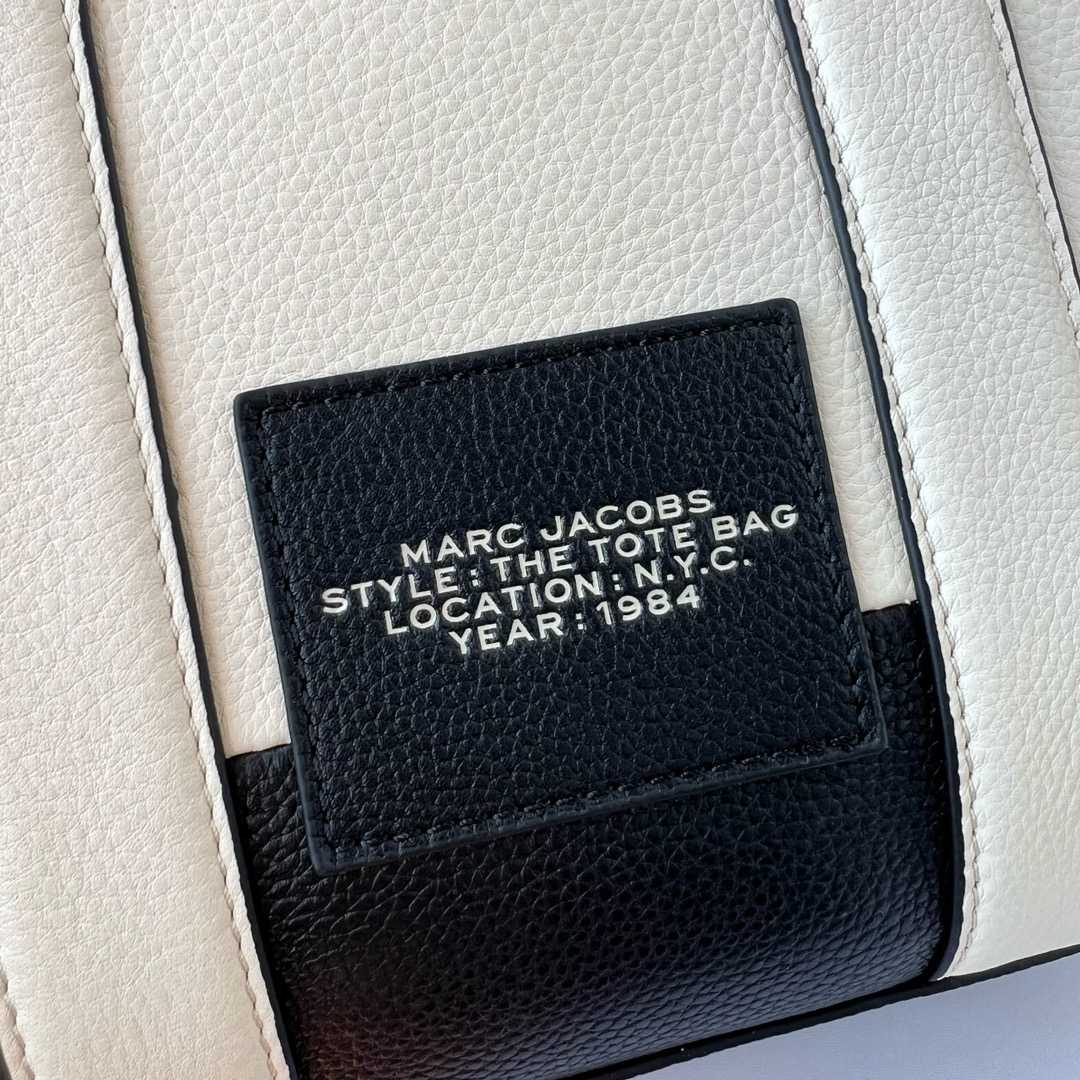 MARC JACOBS
STYLE : THE TOTE BAG
LOCATION : N.Y.C.
YEAR : 1984